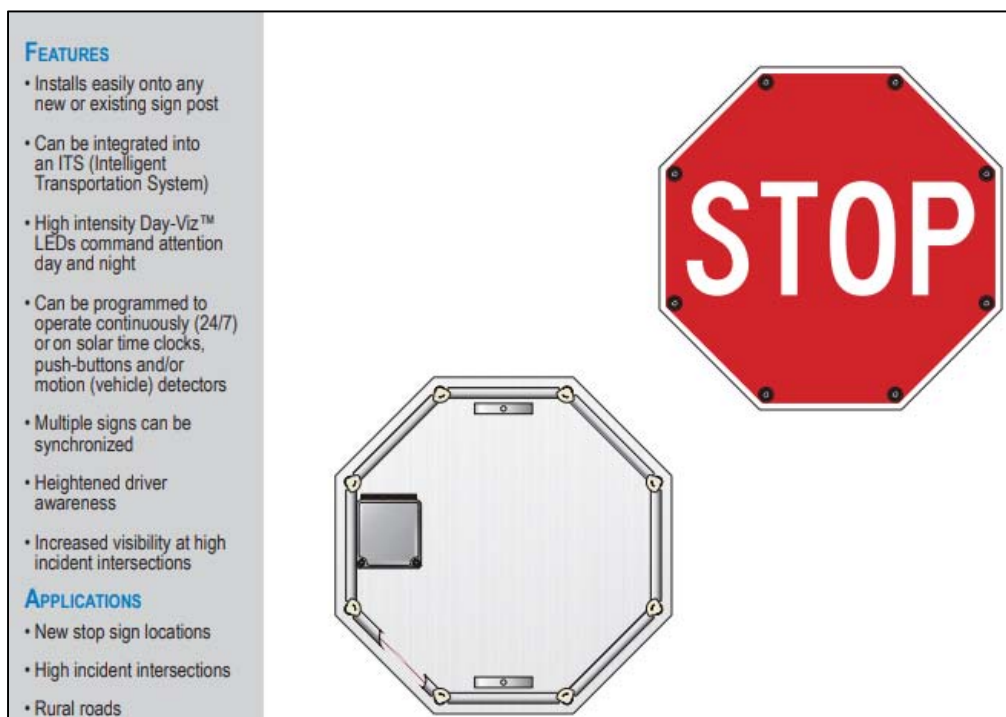 FEATURES
• Installs easily onto any
new or existing sign post
• Can be integrated into
an ITS (Intelligent
Transportation System)
• High intensity Day-Viz™
LEDs command attention
day and night
• Can be programmed to
operate continuously (24/7)
or on solar time clocks,
push-buttons and/or
motion (vehicle) detectors
• Multiple signs can be
synchronized
• Heightened driver
awareness
• Increased visibility at high
incident intersections
APPLICATIONS
• New stop sign locations
• High incident intersections
• Rural roads
STOP